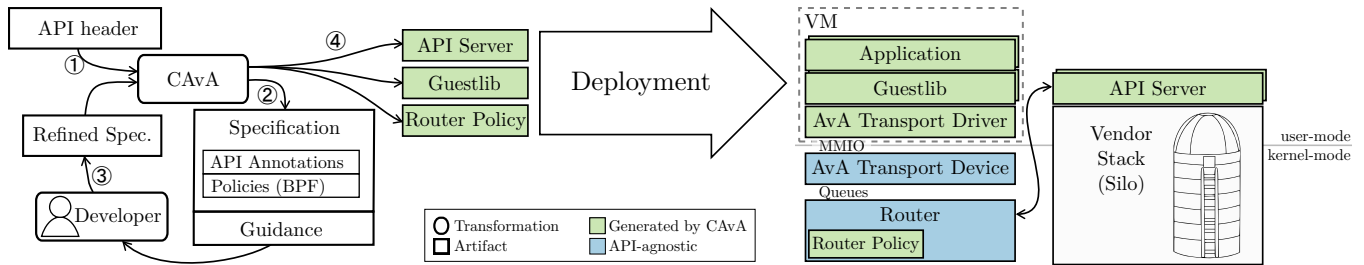 API header
①
CAvA
②
Refined Spec.
③
Developer
Specification
API Annotations
Policies (BPF)
Guidance
④
API Server
Guestlib
Router Policy
Transformation
Artifact
Generated by CAvA
API-agnostic
Deployment
VM
Application
Guestlib
AvA Transport Driver
MMIO
AvA Transport Device
Queues
Router
Router Policy
API Server
Vendor
Stack
(Silo)
user-mode
kernel-mode